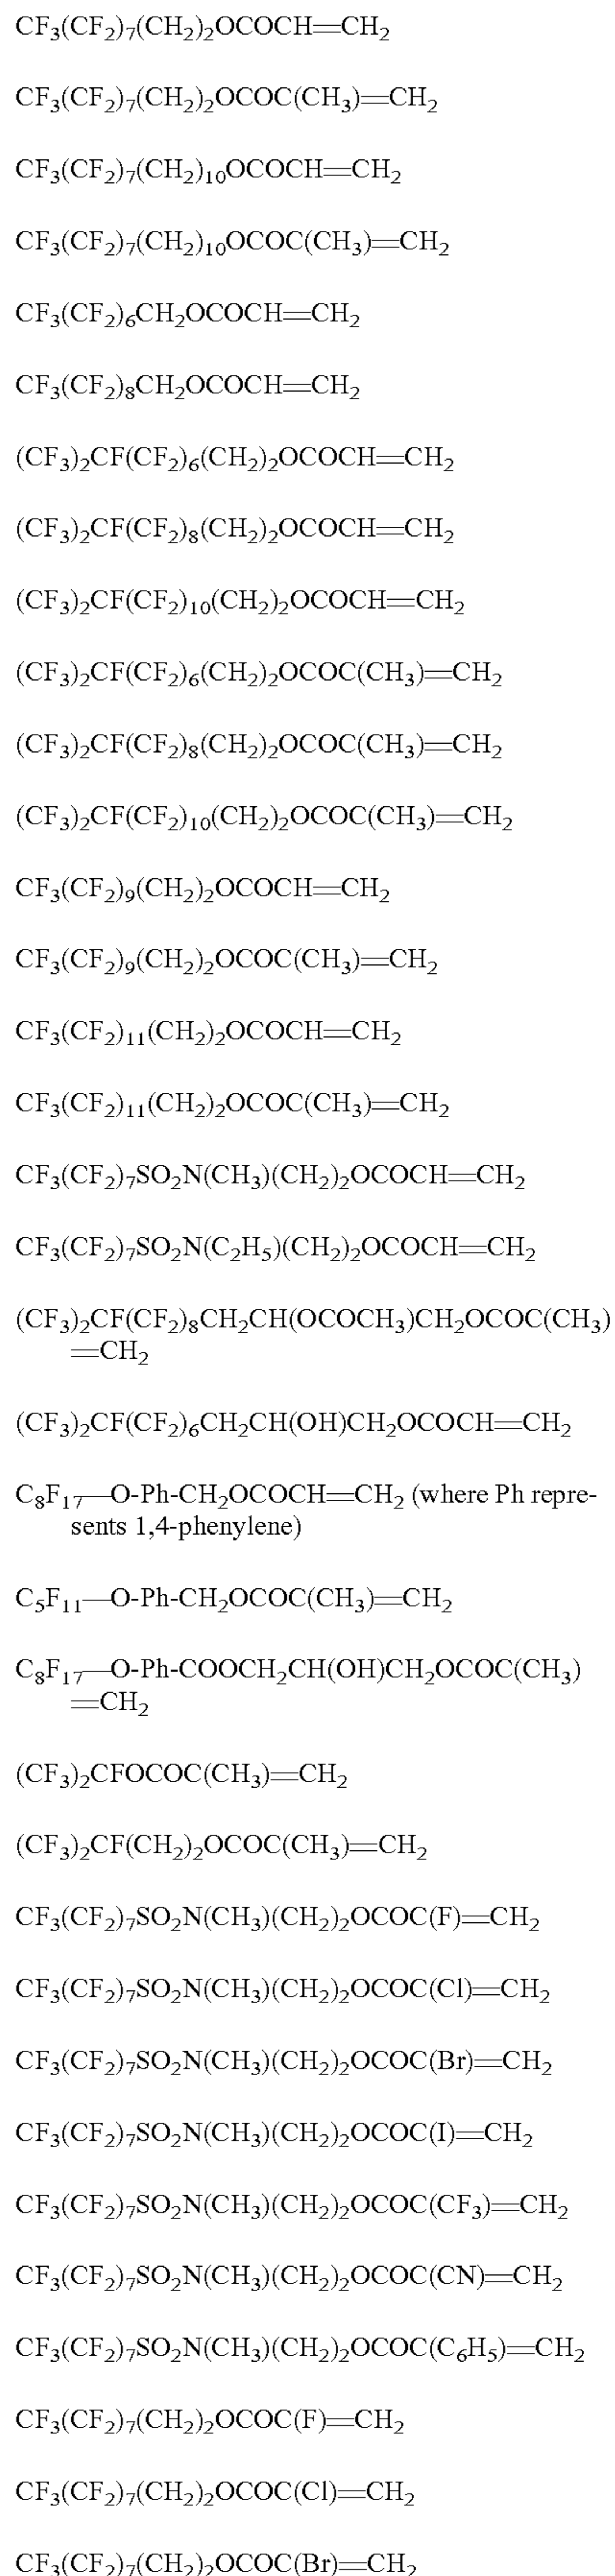 CF₃(CF₂)₇(CH₂)₂OCOCH=CH₂
CF₃(CF₂)₇(CH₂)₂OCOC(CH₃)=CH₂
CF₃(CF₂)₇(CH₂)₁₀OCOCH=CH₂
CF₃(CF₂)₇(CH₂)₁₀OCOC(CH₃)=CH₂
CF₃(CF₂)₆CH₂OCOCH=CH₂
CF₃(CF₂)₈CH₂OCOCH=CH₂
(CF₃)₂CF(CF₂)₆(CH₂)₂OCOCH=CH₂
(CF₃)₂CF(CF₂)₈(CH₂)₂OCOCH=CH₂
(CF₃)₂CF(CF₂)₁₀(CH₂)₂OCOCH=CH₂
(CF₃)₂CF(CF₂)₆(CH₂)₂OCOC(CH₃)=CH₂
(CF₃)₂CF(CF₂)₈(CH₂)₂OCOC(CH₃)=CH₂
(CF₃)₂CF(CF₂)₁₀(CH₂)₂OCOC(CH₃)=CH₂
CF₃(CF₂)₉(CH₂)₂OCOCH=CH₂
CF₃(CF₂)₉(CH₂)₂OCOC(CH₃)=CH₂
CF₃(CF₂)₁₁(CH₂)₂OCOCH=CH₂
CF₃(CF₂)₁₁(CH₂)₂OCOC(CH₃)=CH₂
CF₃(CF₂)₇SO₂N(CH₃)(CH₂)₂OCOCH=CH₂
CF₃(CF₂)₇SO₂N(C₂H₅)(CH₂)₂OCOCH=CH₂
(CF₃)₂CF(CF₂)₈CH₂CH(OCOCH₃)CH₂OCOC(CH₃)
=CH₂
(CF₃)₂CF(CF₂)₆CH₂CH(OH)CH₂OCOCH=CH₂
C₈F₁₇—O-Ph-CH₂OCOCH=CH₂ (where Ph repre-
sents 1,4-phenylene)
C₅F₁₁—O-Ph-CH₂OCOC(CH₃)=CH₂
C₈F₁₇—O-Ph-COOCH₂CH(OH)CH₂OCOC(CH₃)
=CH₂
(CF₃)₂CFOCOC(CH₃)=CH₂
(CF₃)₂CF(CH₂)₂OCOC(CH₃)=CH₂
CF₃(CF₂)₇SO₂N(CH₃)(CH₂)₂OCOC(F)=CH₂
CF₃(CF₂)₇SO₂N(CH₃)(CH₂)₂OCOC(Cl)=CH₂
CF₃(CF₂)₇SO₂N(CH₃)(CH₂)₂OCOC(Br)=CH₂
CF₃(CF₂)₇SO₂N(CH₃)(CH₂)₂OCOC(I)=CH₂
CF₃(CF₂)₇SO₂N(CH₃)(CH₂)₂OCOC(CF₃)=CH₂
CF₃(CF₂)₇SO₂N(CH₃)(CH₂)₂OCOC(CN)=CH₂
CF₃(CF₂)₇SO₂N(CH₃)(CH₂)₂OCOC(C₆H₅)=CH₂
CF₃(CF₂)₇(CH₂)₂OCOC(F)=CH₂
CF₃(CF₂)₇(CH₂)₂OCOC(Cl)=CH₂
CF₃(CF₂)₇(CH₂)₂OCOC(Br)=CH₂